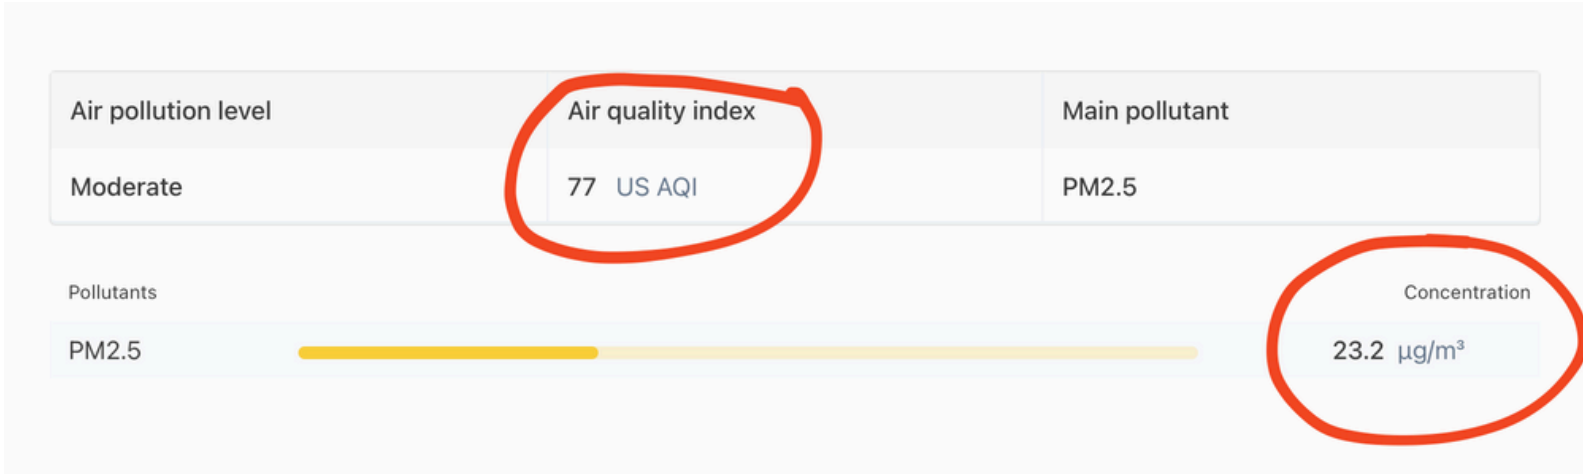 Air pollution level Air quality index Main pollutant
Moderate 77 US AQI PM2.5
Pollutants Concentration
PM2.5 23.2 µg/m³